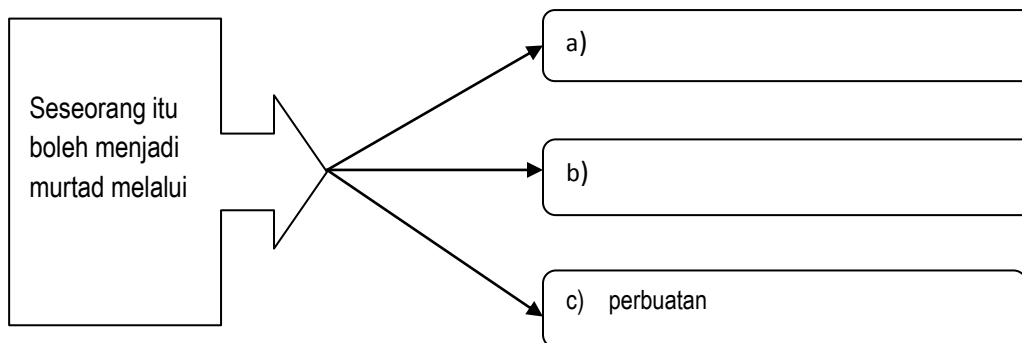 Seseorang itu
boleh menjadi
murtad melalui
a)
b)
c) perbuatan